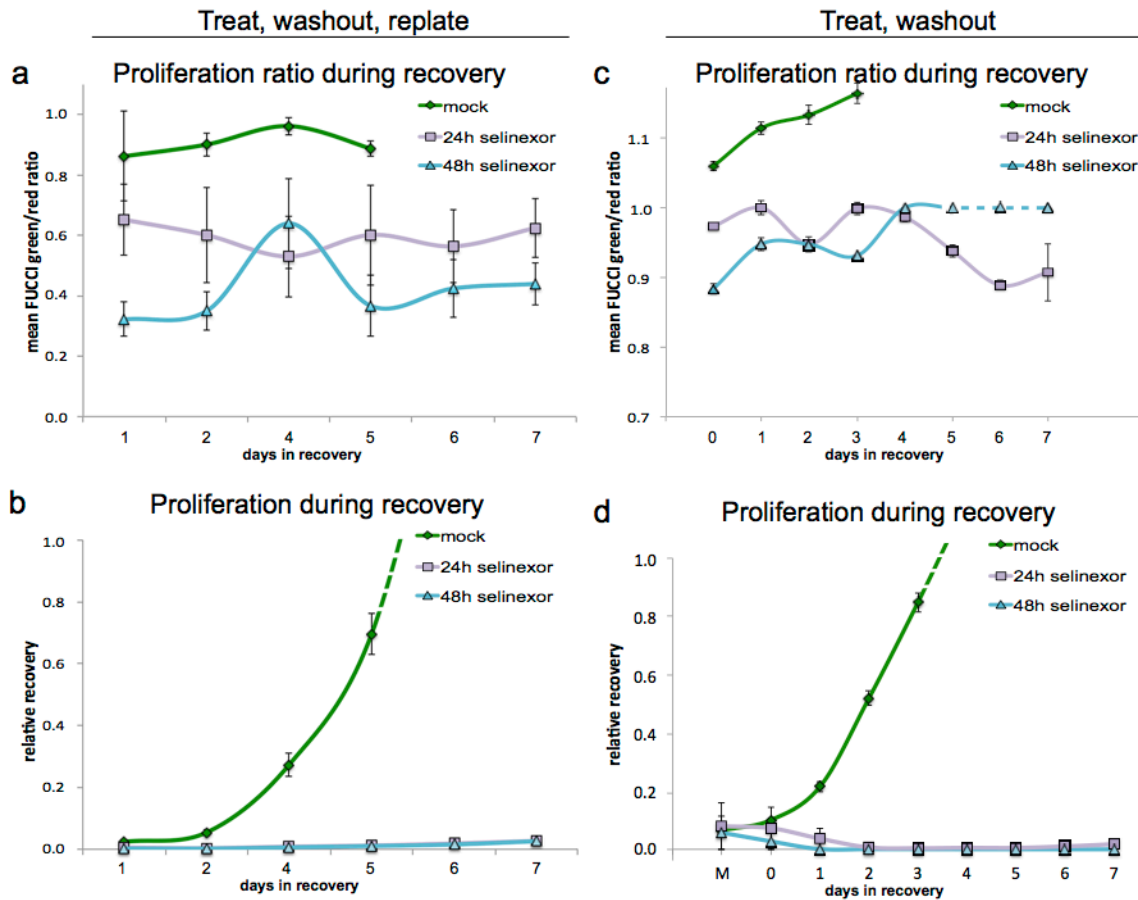 Treat, washout, replate
Treat, washout
a
Proliferation ratio during recovery
mock
24h selinexor
48h selinexor
mean FUCCI green/red ratio
1.0
0.8
0.6
0.4
0.2
0.0
1 2 4 5 6 7
days in recovery
c
Proliferation ratio during recovery
mock
24h selinexor
48h selinexor
mean FUCCI green/red ratio
1.1
1.0
0.9
0.8
0.7
0 1 2 3 4 5 6 7
days in recovery
b
Proliferation during recovery
mock
24h selinexor
48h selinexor
relative recovery
1.0
0.8
0.6
0.4
0.2
0.0
1 2 4 5 6 7
days in recovery
d
Proliferation during recovery
mock
24h selinexor
48h selinexor
relative recovery
1.0
0.8
0.6
0.4
0.2
0.0
M 0 1 2 3 4 5 6 7
days in recovery